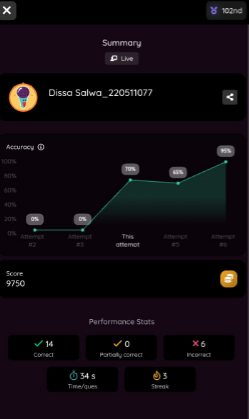 102nd
Summary
Live
Dissa Salwa_220511077
Accuracy
100%
80%
60%
40%
20%
0%
0%
0%
70%
65%
95%
Attempt #2
Attempt #3
This attempt
Attempt #5
Attempt #6
Score
9750
Performance Stats
14
Correct
0
Partially correct
6
Incorrect
34 s
Time/ques
3
Streak